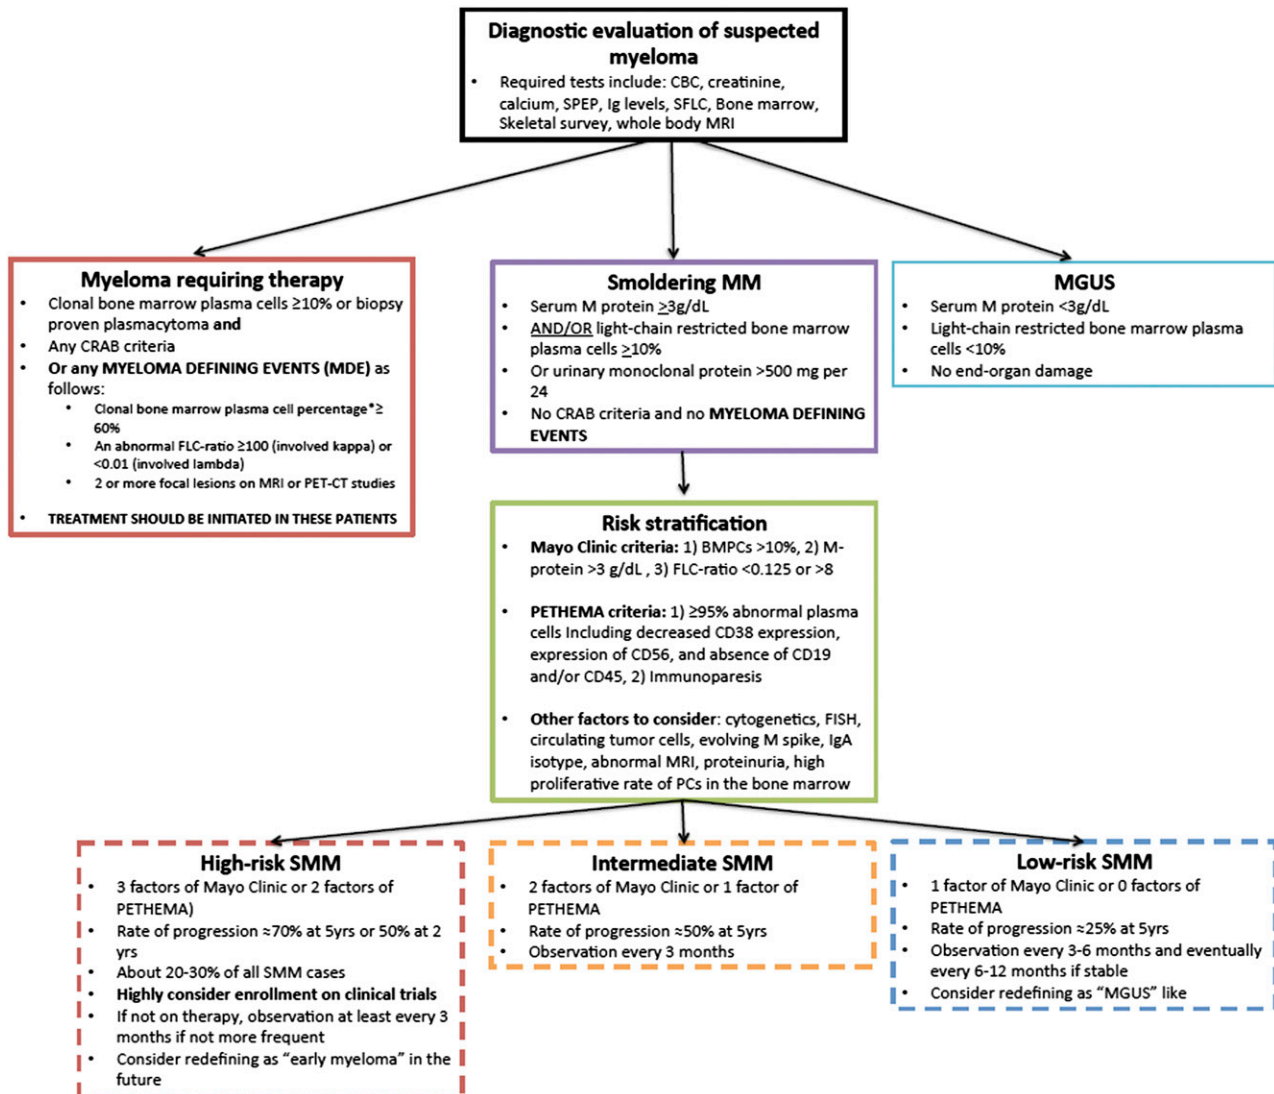 Diagnostic evaluation of suspected
myeloma
• Required tests include: CBC, creatinine,
calcium, SPEP, Ig levels, SFLC, Bone marrow,
Skeletal survey, whole body MRI
Myeloma requiring therapy
• Clonal bone marrow plasma cells ≥10% or biopsy
proven plasmacytoma and
• Any CRAB criteria
• Or any MYELOMA DEFINING EVENTS (MDE) as
follows:
• Clonal bone marrow plasma cell percentage*≥
60%
• An abnormal FLC-ratio ≥100 (involved kappa) or
<0.01 (involved lambda)
• 2 or more focal lesions on MRI or PET-CT studies
• TREATMENT SHOULD BE INITIATED IN THESE PATIENTS
Smoldering MM
• Serum M protein ≥3g/dL
• AND/OR light-chain restricted bone marrow
plasma cells ≥10%
• Or urinary monoclonal protein >500 mg per
24
• No CRAB criteria and no MYELOMA DEFINING
EVENTS
MGUS
• Serum M protein <3g/dL
• Light-chain restricted bone marrow plasma
cells <10%
• No end-organ damage
Risk stratification
• Mayo Clinic criteria: 1) BMPCs >10%, 2) M-
protein >3 g/dL , 3) FLC-ratio <0.125 or >8
• PETHEMA criteria: 1) ≥95% abnormal plasma
cells Including decreased CD38 expression,
expression of CD56, and absence of CD19
and/or CD45, 2) Immunoparesis
• Other factors to consider: cytogenetics, FISH,
circulating tumor cells, evolving M spike, IgA
isotype, abnormal MRI, proteinuria, high
proliferative rate of PCs in the bone marrow
High-risk SMM
• 3 factors of Mayo Clinic or 2 factors of
PETHEMA)
• Rate of progression ≈70% at 5yrs or 50% at 2
yrs
• About 20-30% of all SMM cases
• Highly consider enrollment on clinical trials
• If not on therapy, observation at least every 3
months if not more frequent
• Consider redefining as “early myeloma” in the
future
Intermediate SMM
• 2 factors of Mayo Clinic or 1 factor of
PETHEMA
• Rate of progression ≈50% at 5yrs
• Observation every 3 months
Low-risk SMM
• 1 factor of Mayo Clinic or 0 factors of
PETHEMA
• Rate of progression ≈25% at 5yrs
• Observation every 3-6 months and eventually
every 6-12 months if stable
• Consider redefining as “MGUS” like